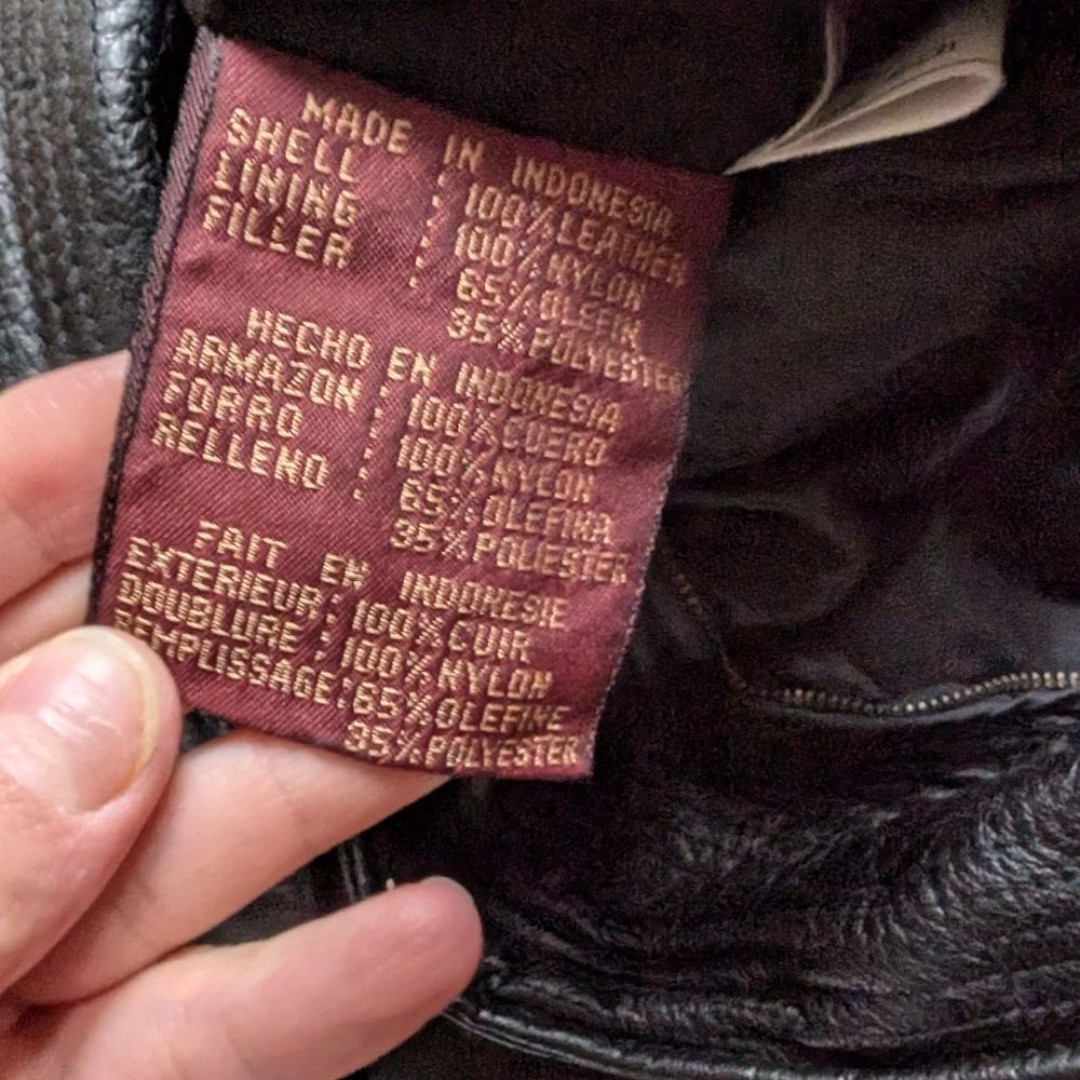 MADE IN INDONESIA
SHELL : 100% LEATHER
LINING : 100% NYLON
FILLER : 65% OLEFIN
35% POLYESTER
HECHO EN INDONESIA
ARMAZON : 100% CUERO
FORRO : 100% NYLON
RELLENO : 65% OLEFINA
35% POLIESTER
FAIT EN INDONESIE
EXTERIEUR : 100% CUIR
DOUBLURE : 100% NYLON
REMPLISSAGE : 65% OLEFINE
35% POLYESTER